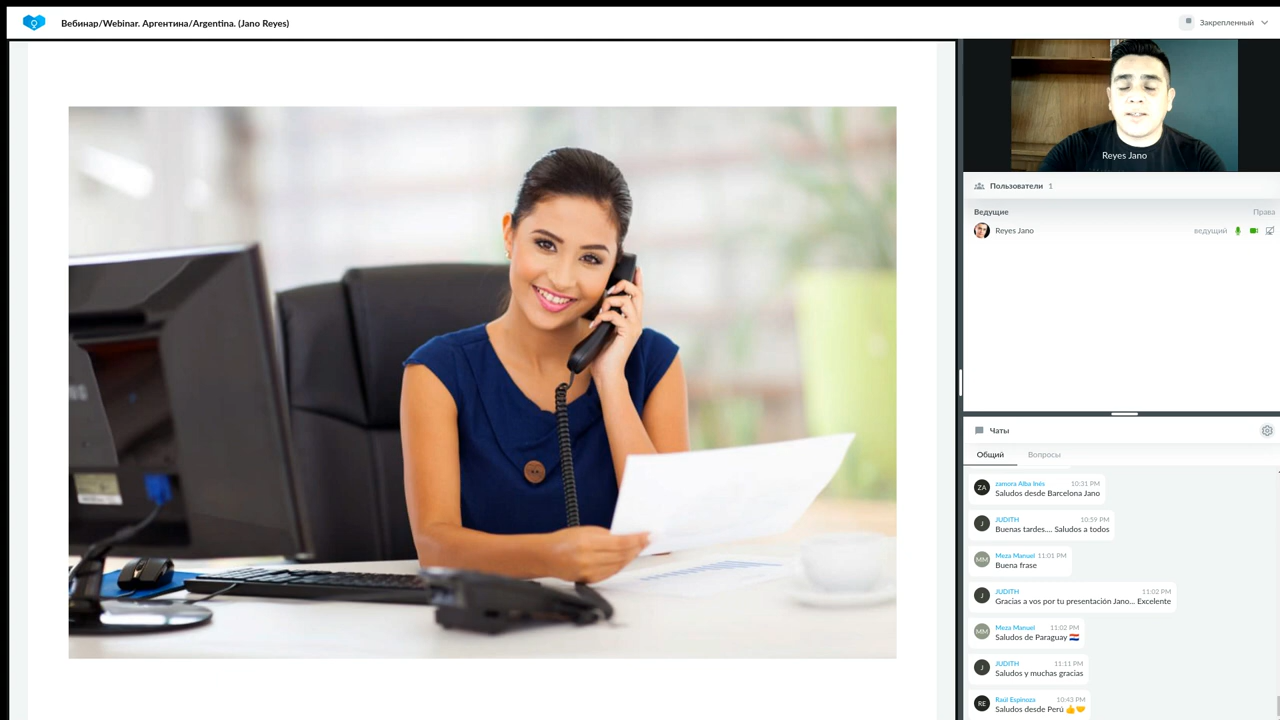 Вебинар/Webinar. Аргентина/Argentina. (Jano Reyes)
Закрепленный
Reyes Jano
Пользователи 1
Ведущие Права
Reyes Jano ведущий
Чаты
Общий Вопросы
ZA zamora Alba Inés 10:31 PM
Saludos desde Barcelona Jano
J JUDITH 10:59 PM
Buenas tardes.... Saludos a todos
MM Meza Manuel 11:01 PM
Buena frase
J JUDITH 11:02 PM
Gracias a vos por tu presentación Jano... Excelente
MM Meza Manuel 11:02 PM
Saludos de Paraguay 🇵🇾
J JUDITH 11:11 PM
Saludos y muchas gracias
RE Raúl Espinoza 10:43 PM
Saludos desde Perú 👍🤝